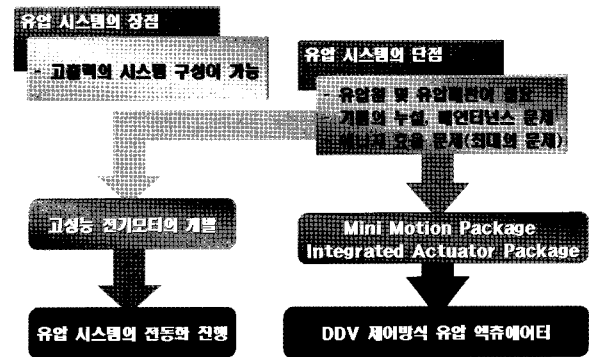 유압 시스템의 장점
- 고출력의 시스템 구성이 가능
유압 시스템의 단점
- 유압원 및 유압배관이 필요
- 기름의 누설, 메인터넌스 문제
- 에너지 효율 문제(최대의 문제)
고성능 전기모터의 개발
Mini Motion Package
Integrated Actuator Package
유압 시스템의 전동화 진행
DDV 제어방식 유압 액츄에이터